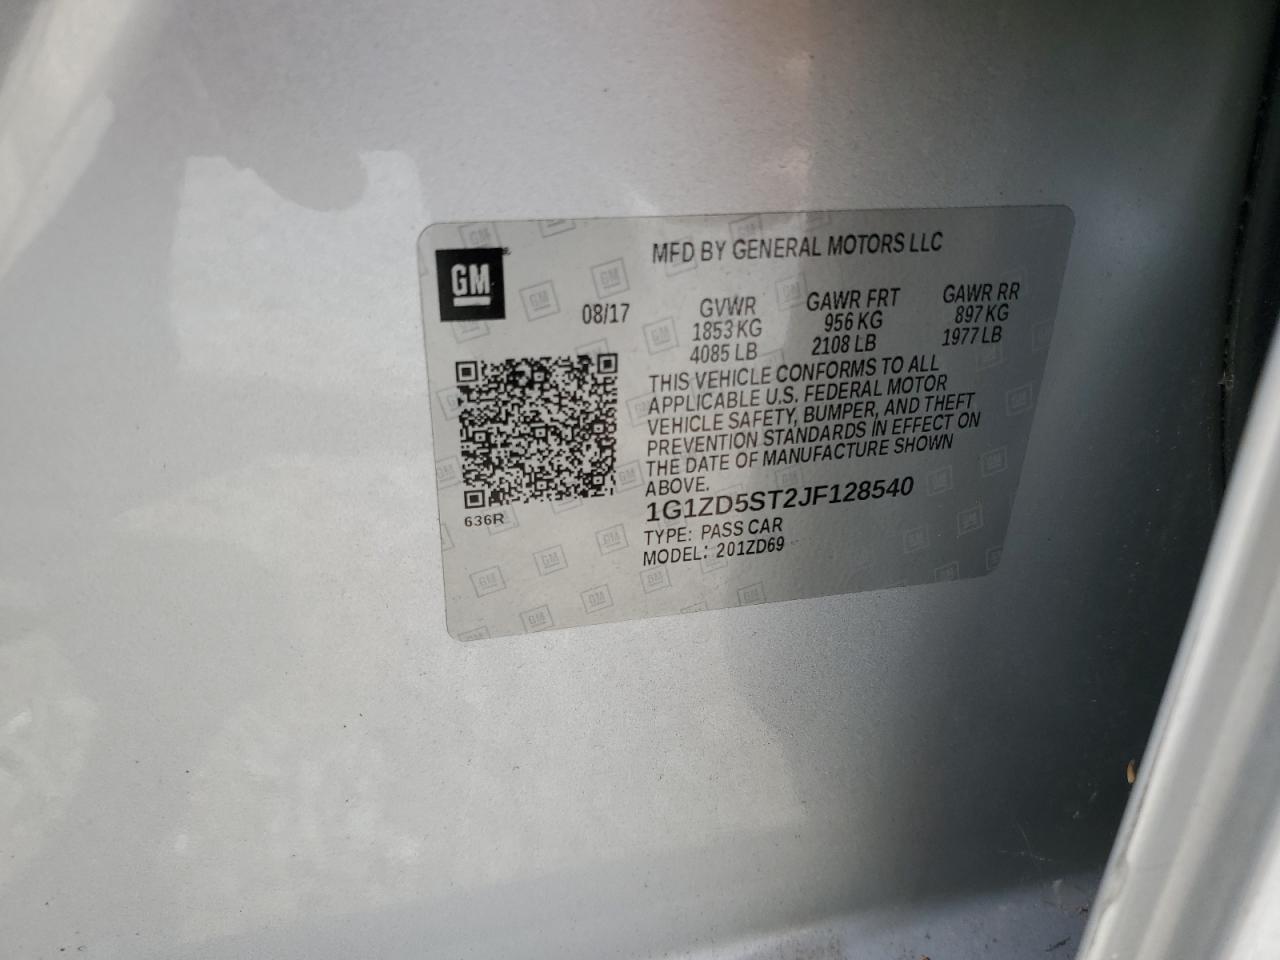 GM
MFD BY GENERAL MOTORS LLC
08/17
GVWR GAWR FRT GAWR RR
1853 KG 956 KG 897 KG
4085 LB 2108 LB 1977 LB
THIS VEHICLE CONFORMS TO ALL
APPLICABLE U.S. FEDERAL MOTOR
VEHICLE SAFETY, BUMPER, AND THEFT
PREVENTION STANDARDS IN EFFECT ON
THE DATE OF MANUFACTURE SHOWN
ABOVE.
1G1ZD5ST2JF128540
TYPE: PASS CAR
MODEL: 201ZD69
636R